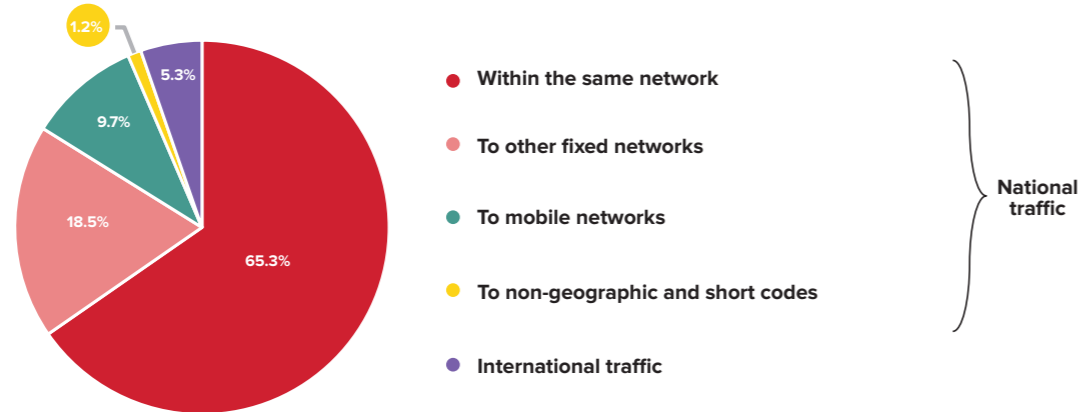 1.2%
5.3%
9.7%
18.5%
65.3%
Within the same network
To other fixed networks
To mobile networks
To non-geographic and short codes
International traffic
National
traffic